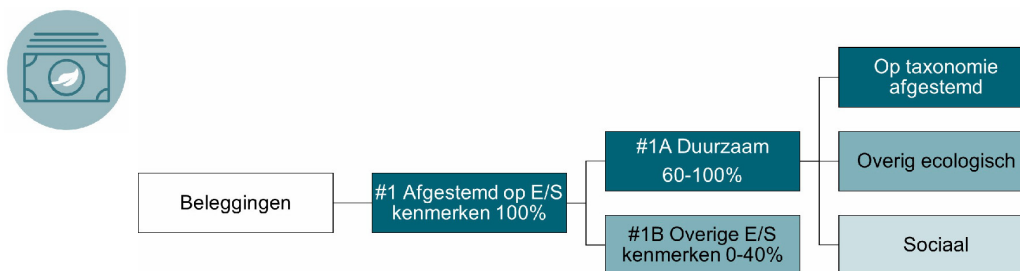 Op taxonomie
afgestemd
#1A Duurzaam
60-100%
Overig ecologisch
Beleggingen
#1 Afgestemd op E/S
kenmerken 100%
#1B Overige E/S
kenmerken 0-40%
Sociaal